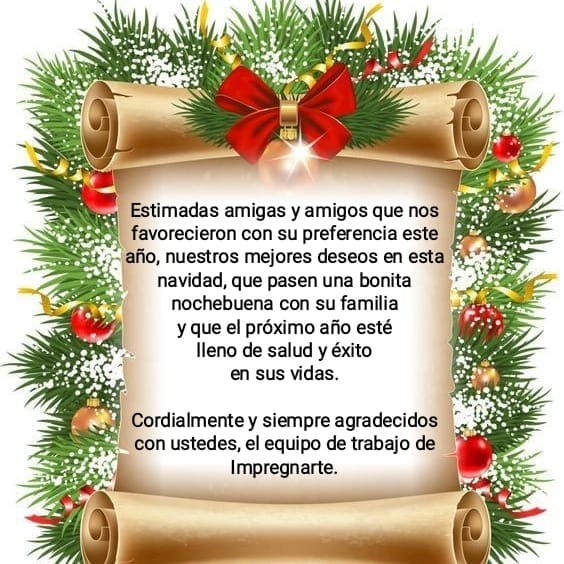 Estimadas amigas y amigos que nos
favorecieron con su preferencia este
año, nuestros mejores deseos en esta
navidad, que pasen una bonita
nochebuena con su familia
y que el próximo año esté
lleno de salud y éxito
en sus vidas.
Cordialmente y siempre agradecidos
con ustedes, el equipo de trabajo de
Impregnarte.